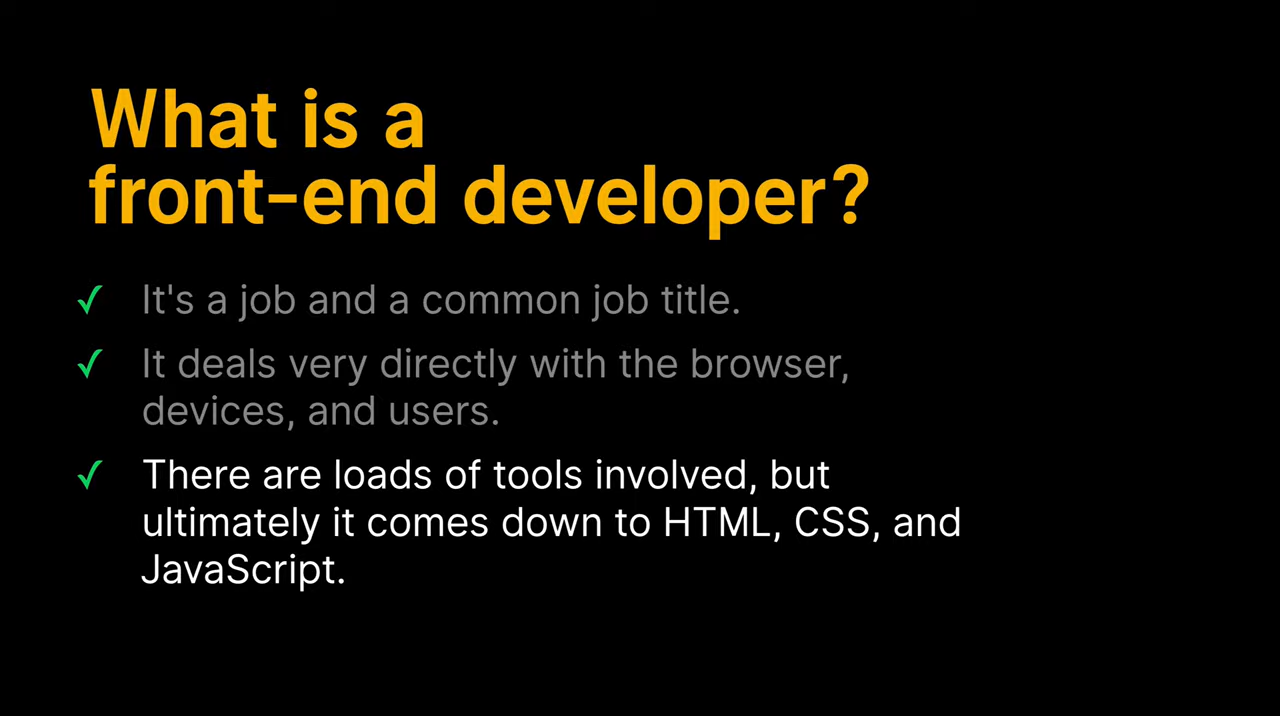 What is a
front-end developer?
✓ It's a job and a common job title.
✓ It deals very directly with the browser,
devices, and users.
✓ There are loads of tools involved, but
ultimately it comes down to HTML, CSS, and
JavaScript.